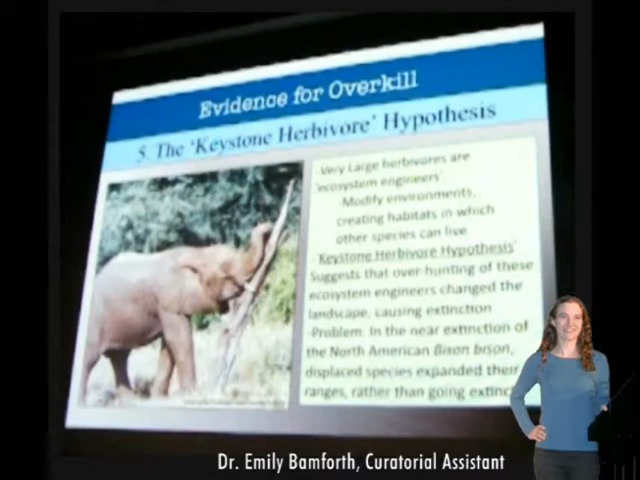 Evidence for Overkill
5. The 'Keystone Herbivore' Hypothesis
-Very Large herbivores are
'ecosystem engineers'
-Modify environments,
creating habitats in which
other species can live
-'Keystone Herbivore Hypothesis'
Suggests that over-hunting of these
ecosystem engineers changed the
landscape, causing extinction
-Problem: In the near extinction of
the North American Bison bison,
displaced species expanded their
ranges, rather than going extinct
Dr. Emily Bamforth, Curatorial Assistant